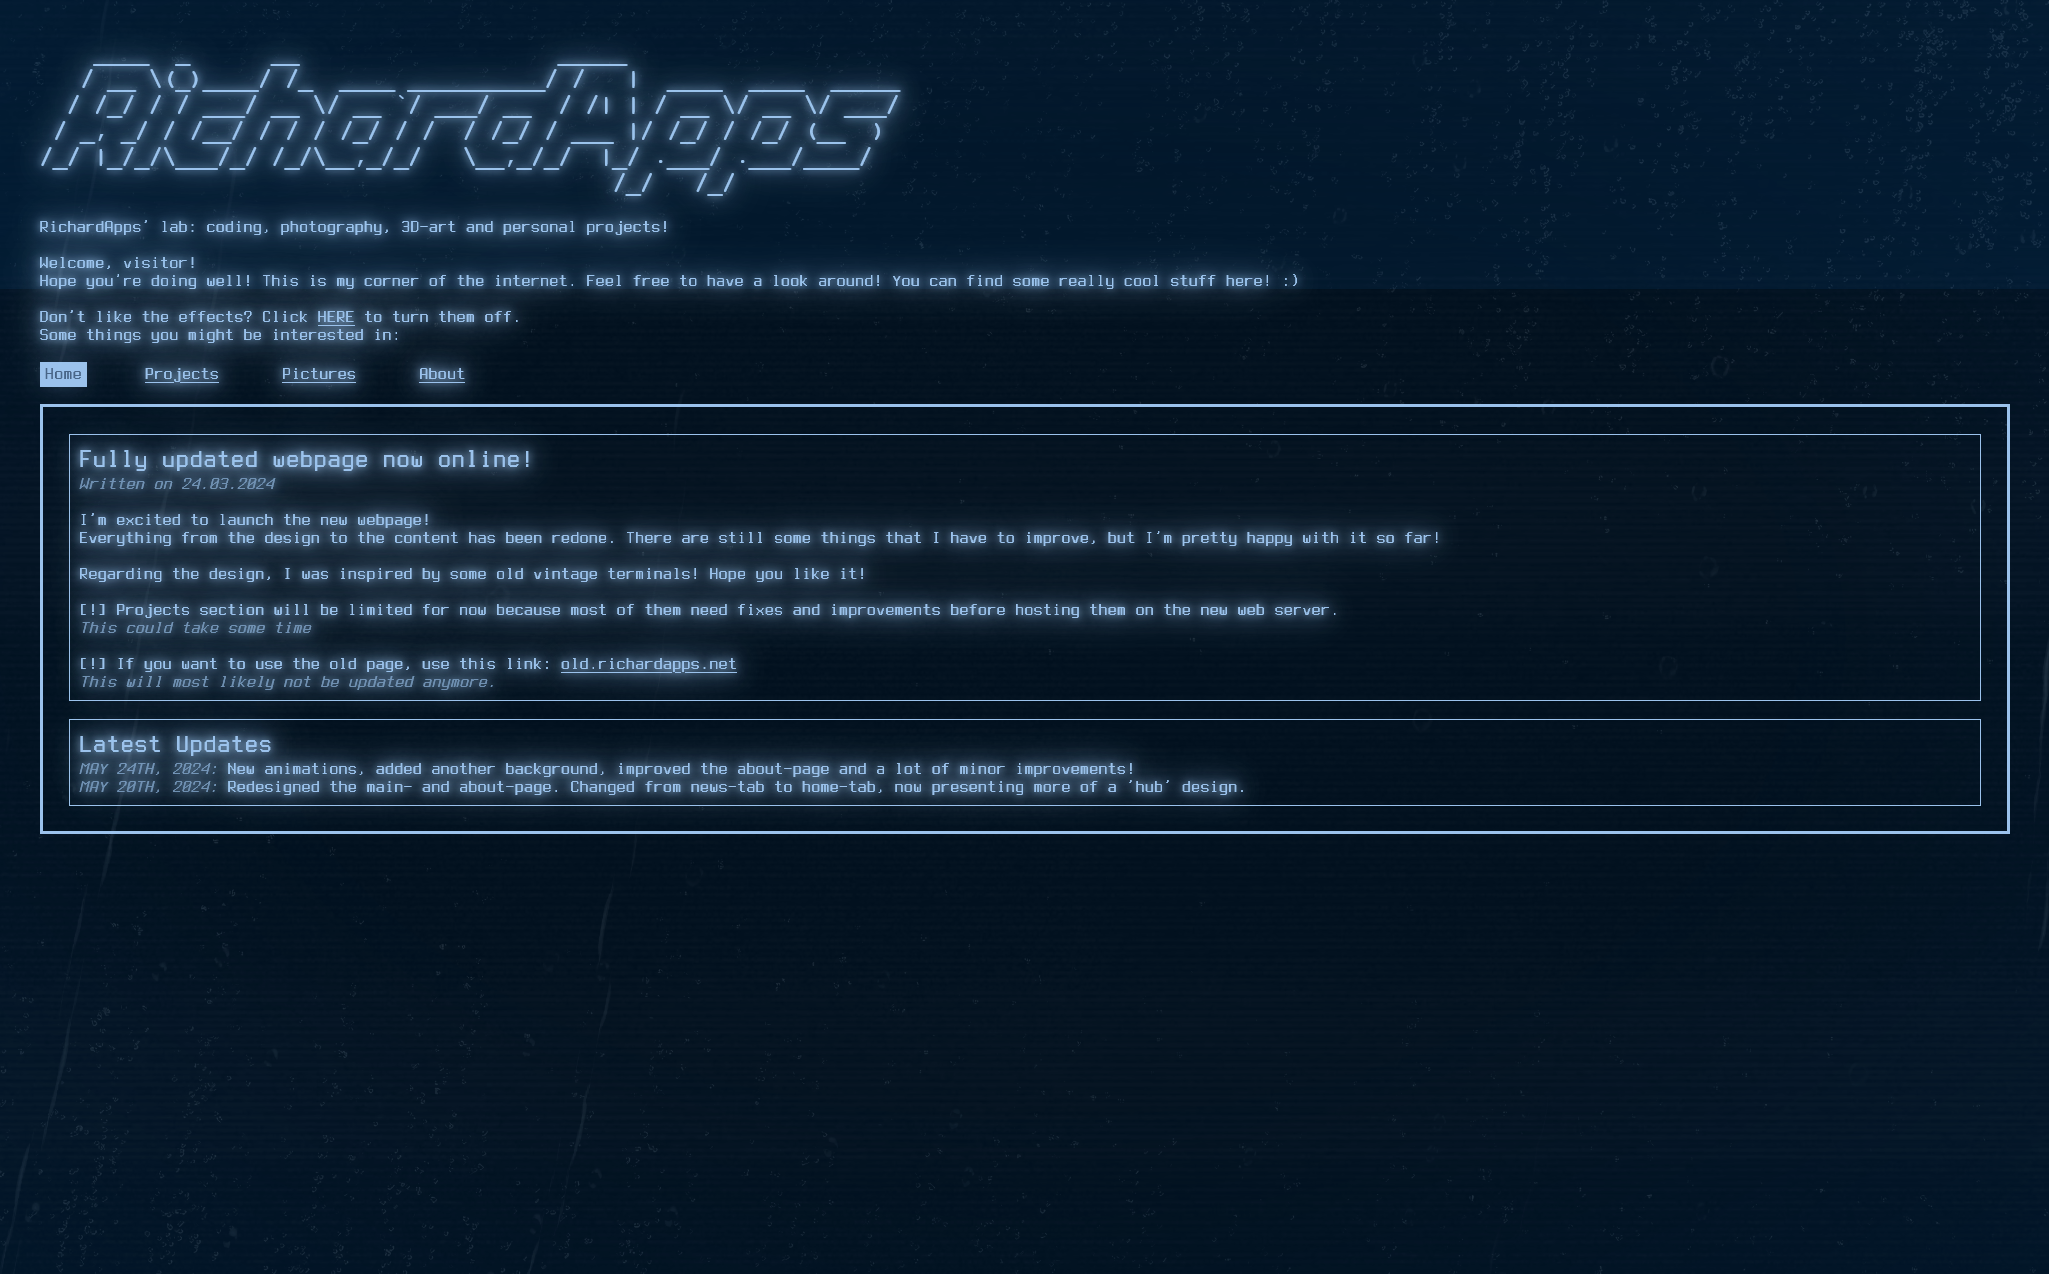 RichardApps
RichardApps' lab: coding, photography, 3D-art and personal projects!
Welcome, visitor!
Hope you're doing well! This is my corner of the internet. Feel free to have a look around! You can find some really cool stuff here! :)
Don't like the effects? Click HERE to turn them off.
Some things you might be interested in:
Home Projects Pictures About
Fully updated webpage now online!
Written on 24.03.2024
I'm excited to launch the new webpage!
Everything from the design to the content has been redone. There are still some things that I have to improve, but I'm pretty happy with it so far!
Regarding the design, I was inspired by some old vintage terminals! Hope you like it!
[!] Projects section will be limited for now because most of them need fixes and improvements before hosting them on the new web server.
This could take some time
[!] If you want to use the old page, use this link: old.richardapps.net
This will most likely not be updated anymore.
Latest Updates
MAY 24TH, 2024: New animations, added another background, improved the about-page and a lot of minor improvements!
MAY 20TH, 2024: Redesigned the main- and about-page. Changed from news-tab to home-tab, now presenting more of a 'hub' design.